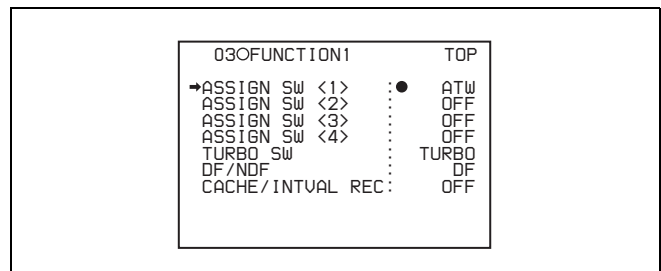 03○FUNCTION1 TOP
➡ASSIGN SW <1> :● ATW
ASSIGN SW <2> : OFF
ASSIGN SW <3> : OFF
ASSIGN SW <4> : OFF
TURBO SW : TURBO
DF/NDF : DF
CACHE/INTVAL REC: OFF